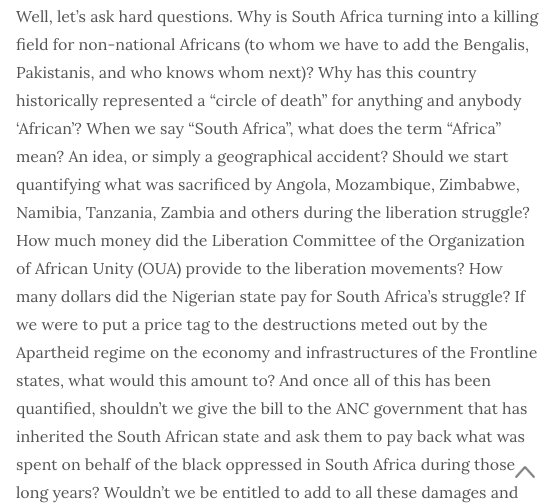 Well, let’s ask hard questions. Why is South Africa turning into a killing
field for non-national Africans (to whom we have to add the Bengalis,
Pakistanis, and who knows whom next)? Why has this country
historically represented a “circle of death” for anything and anybody
‘African’? When we say “South Africa”, what does the term “Africa”
mean? An idea, or simply a geographical accident? Should we start
quantifying what was sacrificed by Angola, Mozambique, Zimbabwe,
Namibia, Tanzania, Zambia and others during the liberation struggle?
How much money did the Liberation Committee of the Organization
of African Unity (OUA) provide to the liberation movements? How
many dollars did the Nigerian state pay for South Africa’s struggle? If
we were to put a price tag to the destructions meted out by the
Apartheid regime on the economy and infrastructures of the Frontline
states, what would this amount to? And once all of this has been
quantified, shouldn’t we give the bill to the ANC government that has
inherited the South African state and ask them to pay back what was
spent on behalf of the black oppressed in South Africa during those
long years? Wouldn’t we be entitled to add to all these damages and